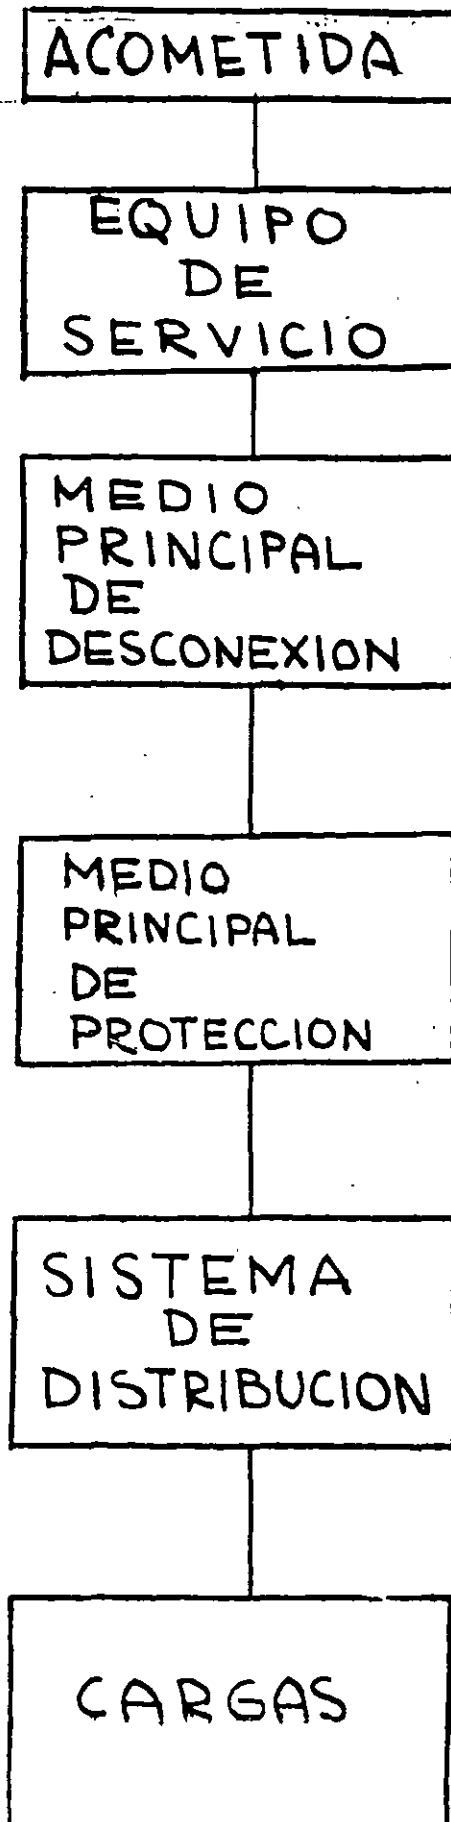 ACOMETIDA
EQUIPO
DE
SERVICIO
MEDIO
PRINCIPAL
DE
DESCONEXION
MEDIO
PRINCIPAL
DE
PROTECCION
SISTEMA
DE
DISTRIBUCION
CARGAS